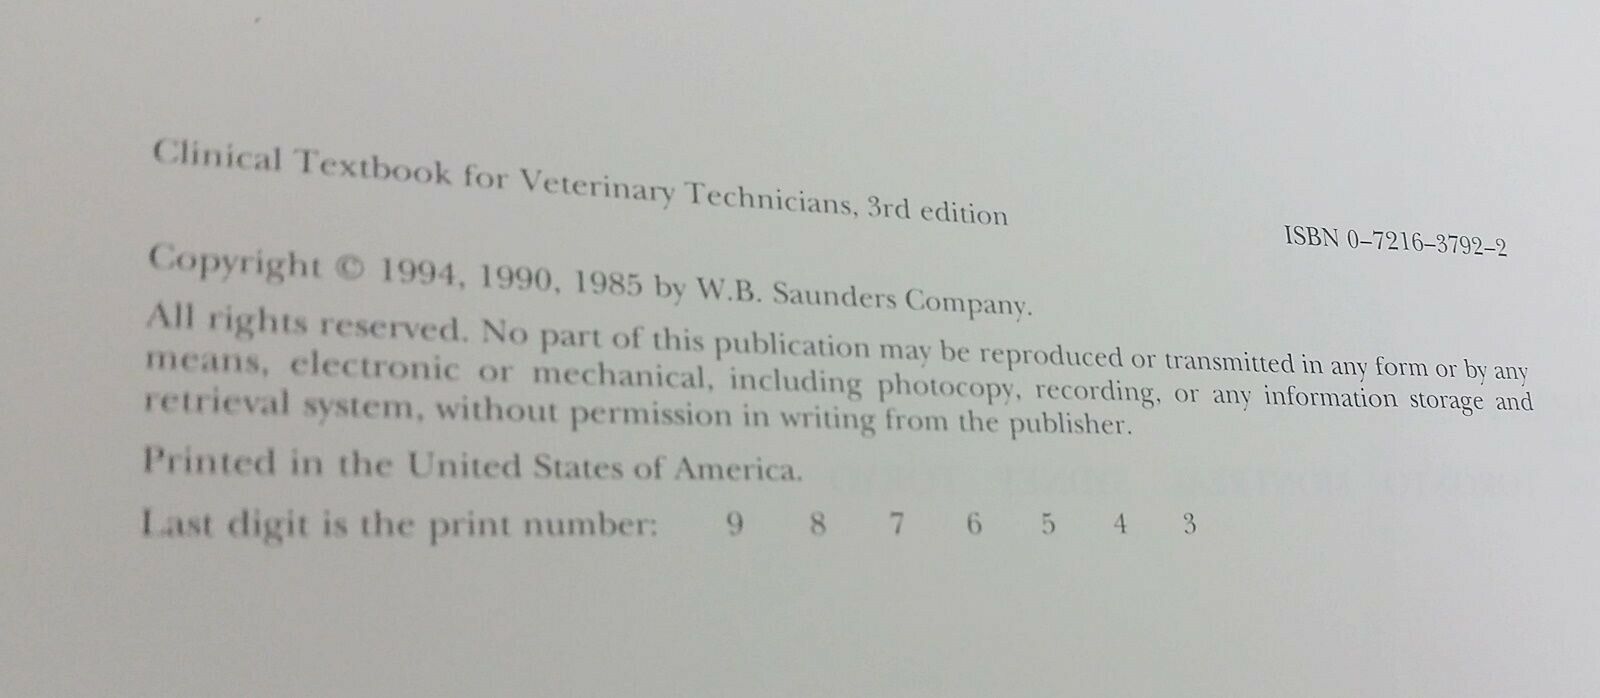 Clinical Textbook for Veterinary Technicians, 3rd edition
ISBN 0–7216–3792–2
Copyright © 1994, 1990, 1985 by W.B. Saunders Company.
All rights reserved. No part of this publication may be reproduced or transmitted in any form or by any
means, electronic or mechanical, including photocopy, recording, or any information storage and
retrieval system, without permission in writing from the publisher.
Printed in the United States of America.
Last digit is the print number: 9 8 7 6 5 4 3